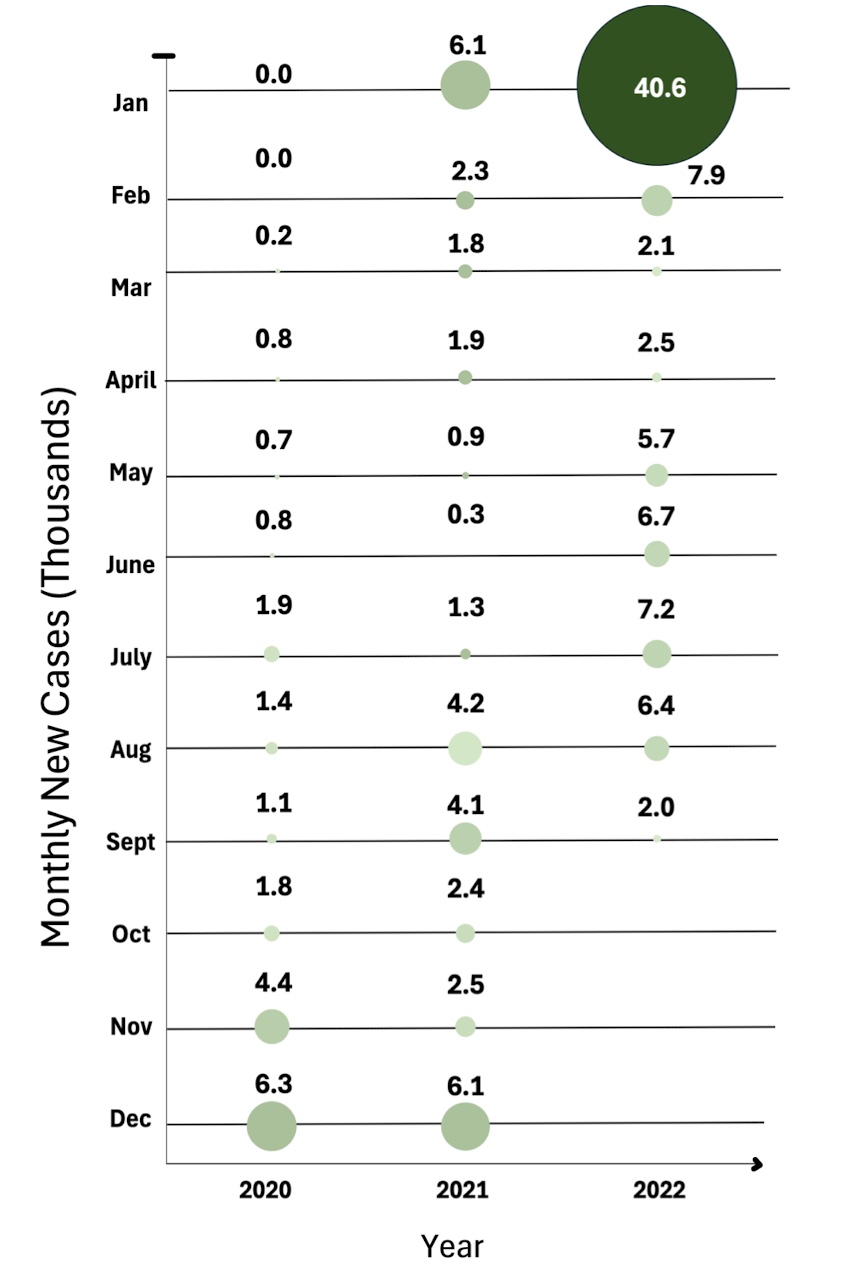 6.1
0.0
40.6
Jan
0.0
2.3
7.9
Feb
0.2
1.8
2.1
Mar
0.8
1.9
2.5
April
0.7
0.9
5.7
May
0.8
0.3
6.7
June
1.9
1.3
7.2
July
1.4
4.2
6.4
Aug
1.1
4.1
2.0
Sept
1.8
2.4
Oct
4.4
2.5
Nov
6.3
6.1
Dec
Monthly New Cases (Thousands)
2020 2021 2022
Year